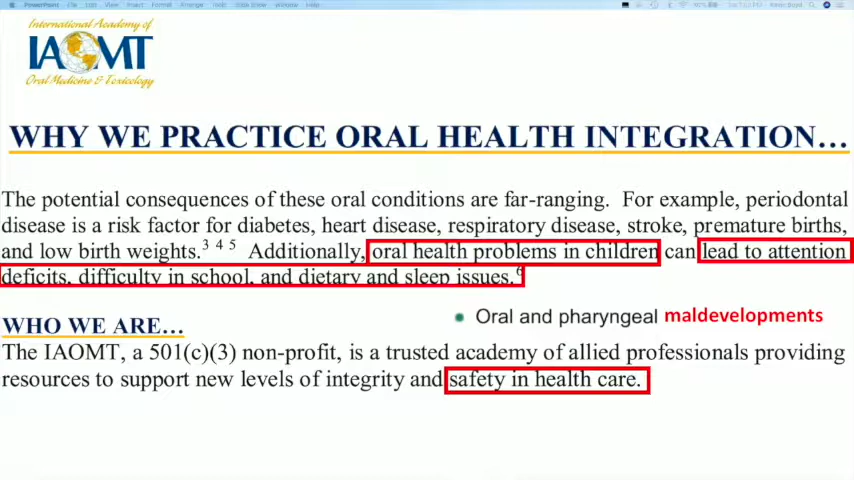 International Academy of
IAOMT
Oral Medicine & Toxicology
WHY WE PRACTICE ORAL HEALTH INTEGRATION…
The potential consequences of these oral conditions are far-ranging. For example, periodontal
disease is a risk factor for diabetes, heart disease, respiratory disease, stroke, premature births,
and low birth weights.3 4 5 Additionally, oral health problems in children can lead to attention
deficits, difficulty in school, and dietary and sleep issues.6
Oral and pharyngeal maldevelopments
WHO WE ARE…
The IAOMT, a 501(c)(3) non-profit, is a trusted academy of allied professionals providing
resources to support new levels of integrity and safety in health care.